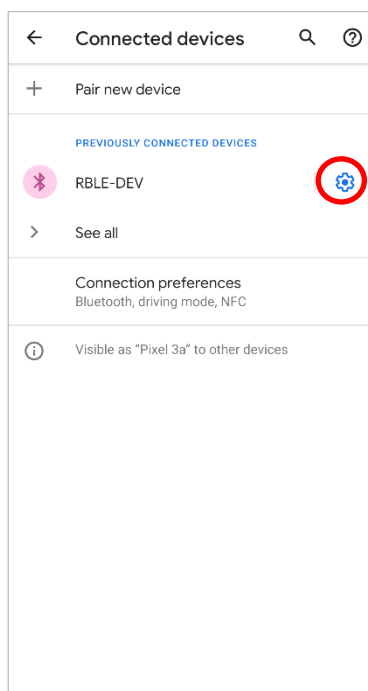 Connected devices
Pair new device
PREVIOUSLY CONNECTED DEVICES
RBLE-DEV
See all
Connection preferences
Bluetooth, driving mode, NFC
Visible as “Pixel 3a” to other devices